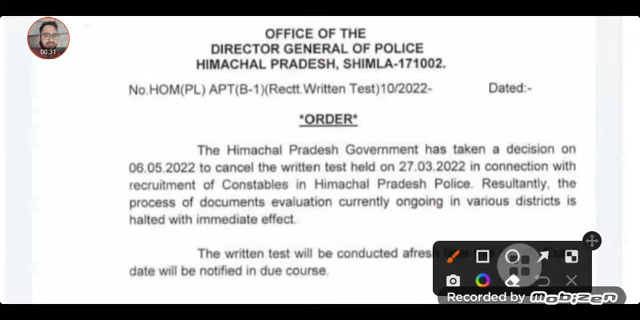 00:31
OFFICE OF THE
DIRECTOR GENERAL OF POLICE
HIMACHAL PRADESH, SHIMLA-171002.
No.HOM(PL) APT(B-1)(Rectt.Written Test)10/2022- Dated:-
*ORDER*
The Himachal Pradesh Government has taken a decision on
06.05.2022 to cancel the written test held on 27.03.2022 in connection with
recruitment of Constables in Himachal Pradesh Police. Resultantly, the
process of documents evaluation currently ongoing in various districts is
halted with immediate effect.
The written test will be conducted afresh
date will be notified in due course.
Recorded by Mobizen